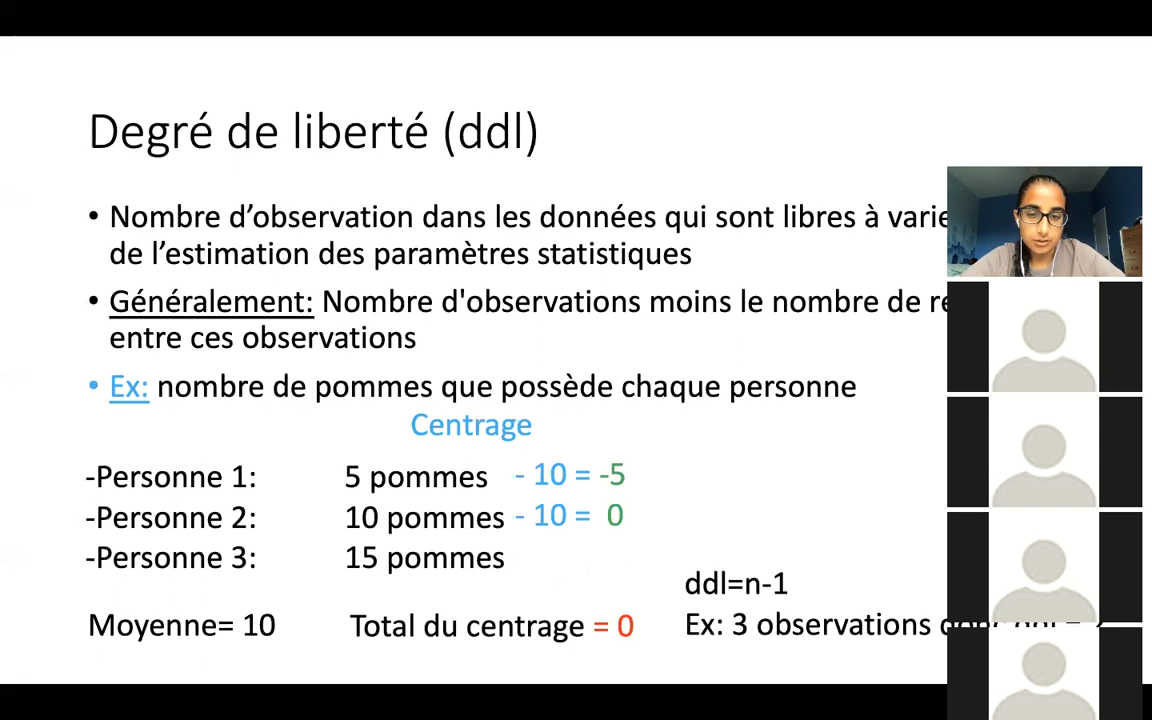 Degré de liberté (ddl)
• Nombre d’observation dans les données qui sont libres à
de l’estimation des paramètres statistiques
• Généralement: Nombre d'observations moins le nombre de
entre ces observations
• Ex: nombre de pommes que possède chaque personne
Centrage
-Personne 1: 5 pommes - 10 = -5
-Personne 2: 10 pommes - 10 = 0
-Personne 3: 15 pommes
ddl=n-1
Moyenne= 10 Total du centrage = 0 Ex: 3 observations